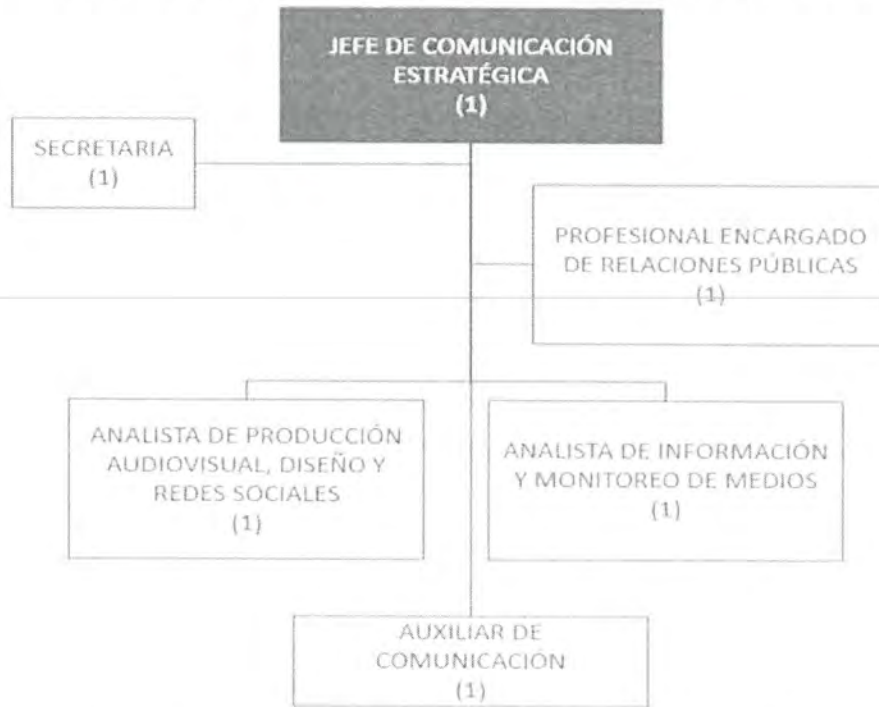 JEFE DE COMUNICACIÓN
ESTRATÉGICA
(1)
SECRETARIA
(1)
PROFESIONAL ENCARGADO
DE RELACIONES PÚBLICAS
(1)
ANALISTA DE PRODUCCIÓN
AUDIOVISUAL, DISEÑO Y
REDES SOCIALES
(1)
ANALISTA DE INFORMACIÓN
Y MONITOREO DE MEDIOS
(1)
AUXILIAR DE
COMUNICACIÓN
(1)